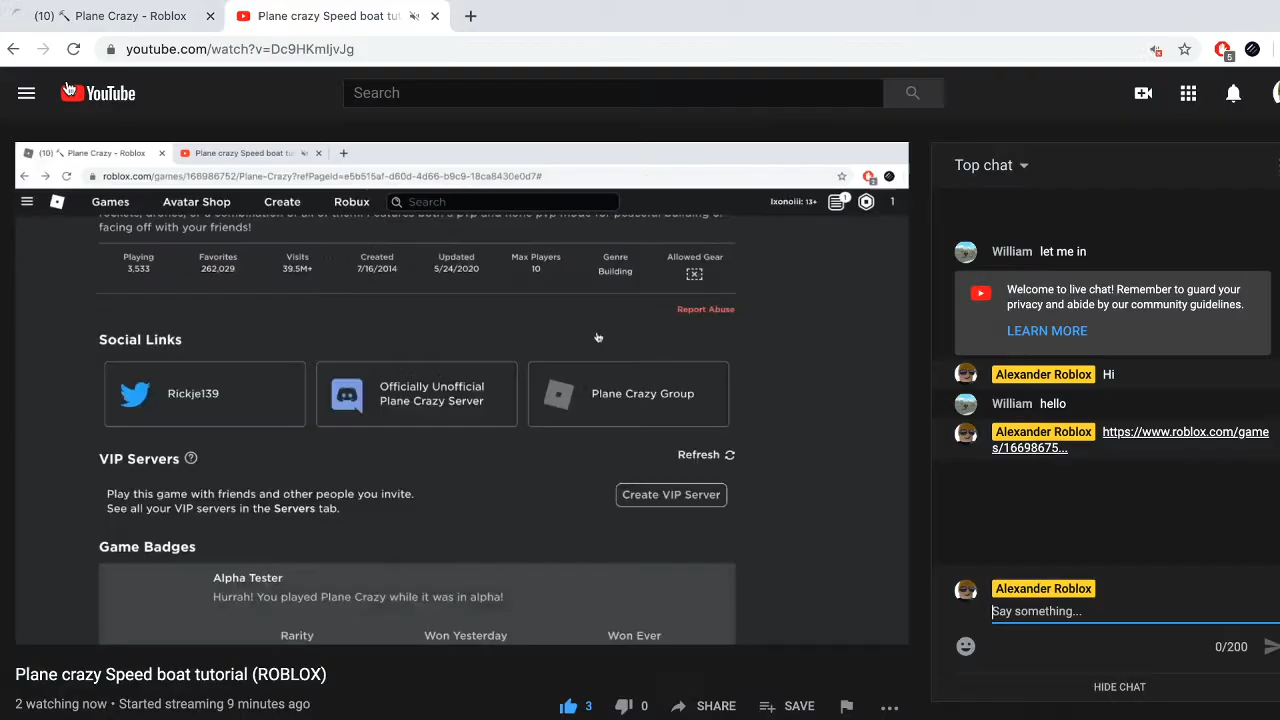 (10) 🔨 Plane Crazy - Roblox
Plane crazy Speed boat tut
youtube.com/watch?v=Dc9HKmIjvJg
5
YouTube
Search
(10) 🔨 Plane Crazy - Roblox
Plane crazy Speed boat tu
roblox.com/games/166986752/Plane-Crazy?refPageId=e5b515af-d60d-4d66-b9c9-18ca8430e0d7#
2
Games
Avatar Shop
Create
Robux
Search
Ixonoiii: 13+
1
1
facing off with your friends!
Playing
Favorites
Visits
Created
Updated
Max Players
Genre
Allowed Gear
3,533
262,029
39.5M+
7/16/2014
5/24/2020
10
Building
Report Abuse
Social Links
Rickje139
Officially Unofficial
Plane Crazy Server
Plane Crazy Group
VIP Servers
Refresh
Play this game with friends and other people you invite.
See all your VIP servers in the Servers tab.
Create VIP Server
Game Badges
Alpha Tester
Hurrah! You played Plane Crazy while it was in alpha!
Rarity
Won Yesterday
Won Ever
Plane crazy Speed boat tutorial (ROBLOX)
2 watching now • Started streaming 9 minutes ago
3
0
SHARE
SAVE
Top chat
William let me in
Welcome to live chat! Remember to guard your
privacy and abide by our community guidelines.
LEARN MORE
Alexander Roblox Hi
William hello
Alexander Roblox https://www.roblox.com/game
s/16698675...
Alexander Roblox
Say something...
0/200
HIDE CHAT